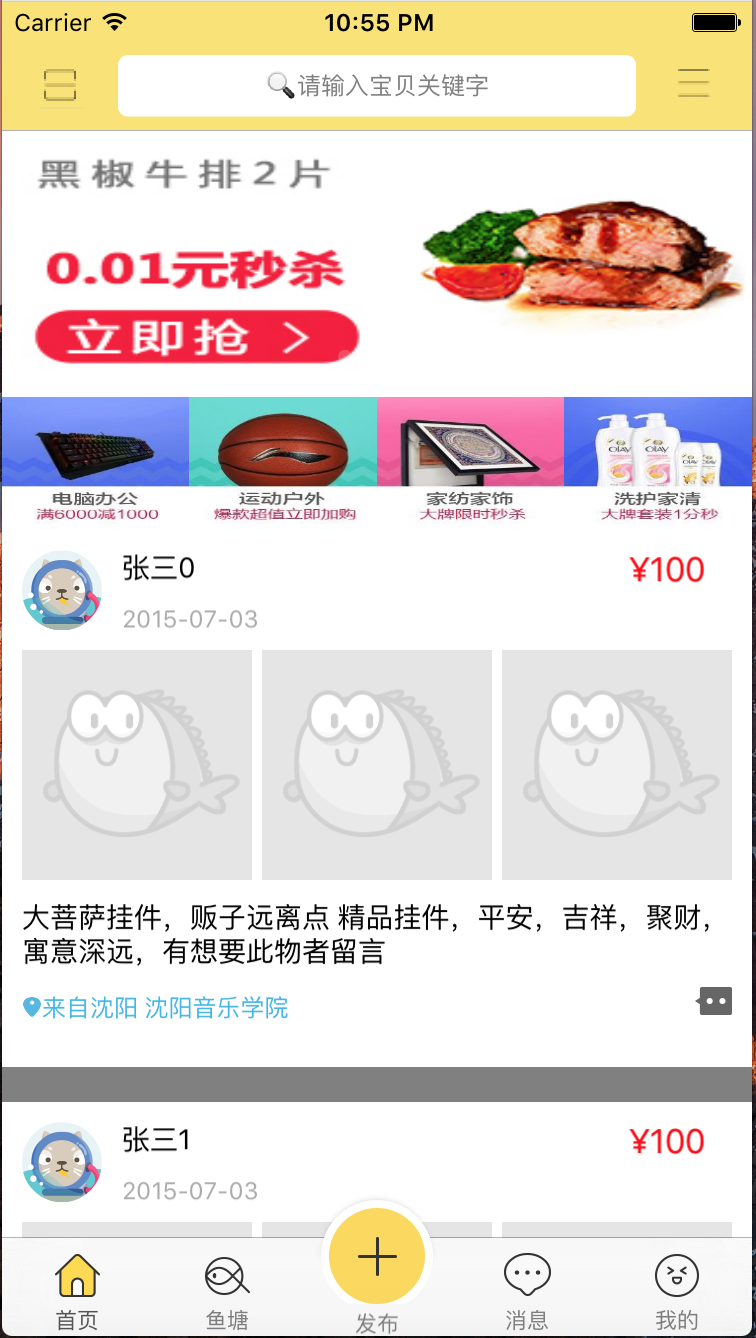 Carrier 10:55 PM
请输入宝贝关键字
黑椒牛排2片
0.01元秒杀
立即抢 >
OLAY OLAY
电脑办公 运动户外 家纺家饰 洗护家清
满6000减1000 爆款超值立即加购 大牌限时秒杀 大牌套装1分秒
张三0 ¥100
2015-07-03
大菩萨挂件，贩子远离点 精品挂件，平安，吉祥，聚财，
寓意深远，有想要此物者留言
来自沈阳 沈阳音乐学院
张三1 ¥100
2015-07-03
首页 鱼塘 发布 消息 我的